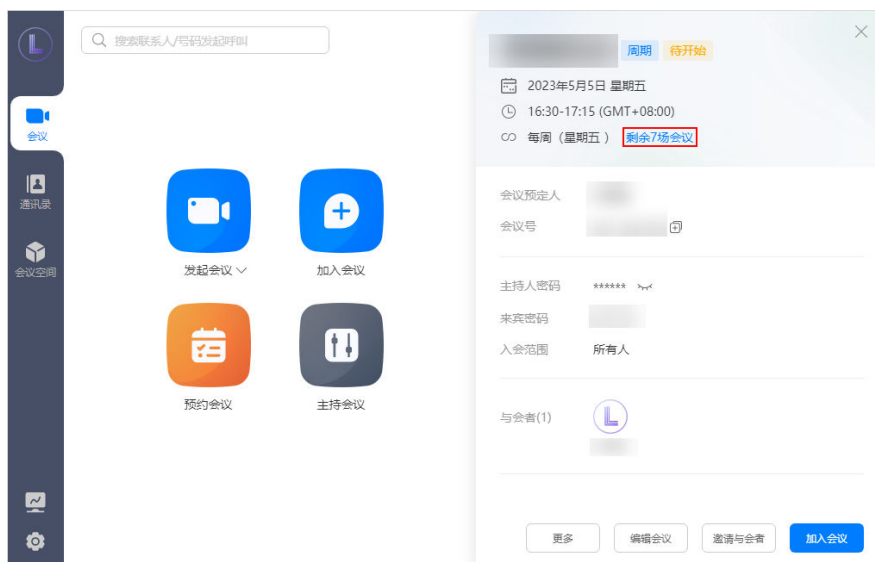 搜索联系人/号码发起呼叫
会议
通讯录
会议空间
发起会议
加入会议
预约会议
主持会议
周期 待开始
2023年5月5日 星期五
16:30-17:15 (GMT+08:00)
每周（星期五） 剩余7场会议
会议预定人
会议号
主持人密码 ******
来宾密码
入会范围 所有人
与会者(1)
更多 编辑会议 邀请与会者 加入会议